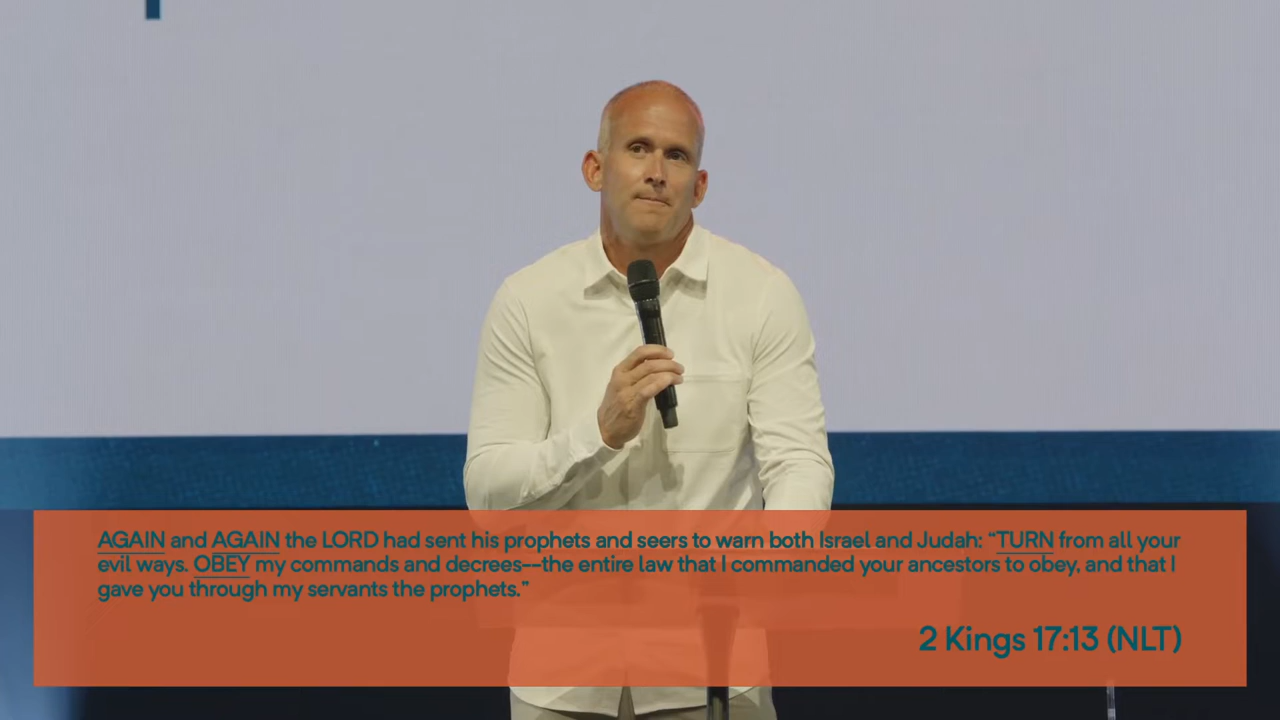 AGAIN and AGAIN the LORD had sent his prophets and seers to warn both Israel and Judah: “TURN from all your
evil ways. OBEY my commands and decrees--the entire law that I commanded your ancestors to obey, and that I
gave you through my servants the prophets.”
2 Kings 17:13 (NLT)